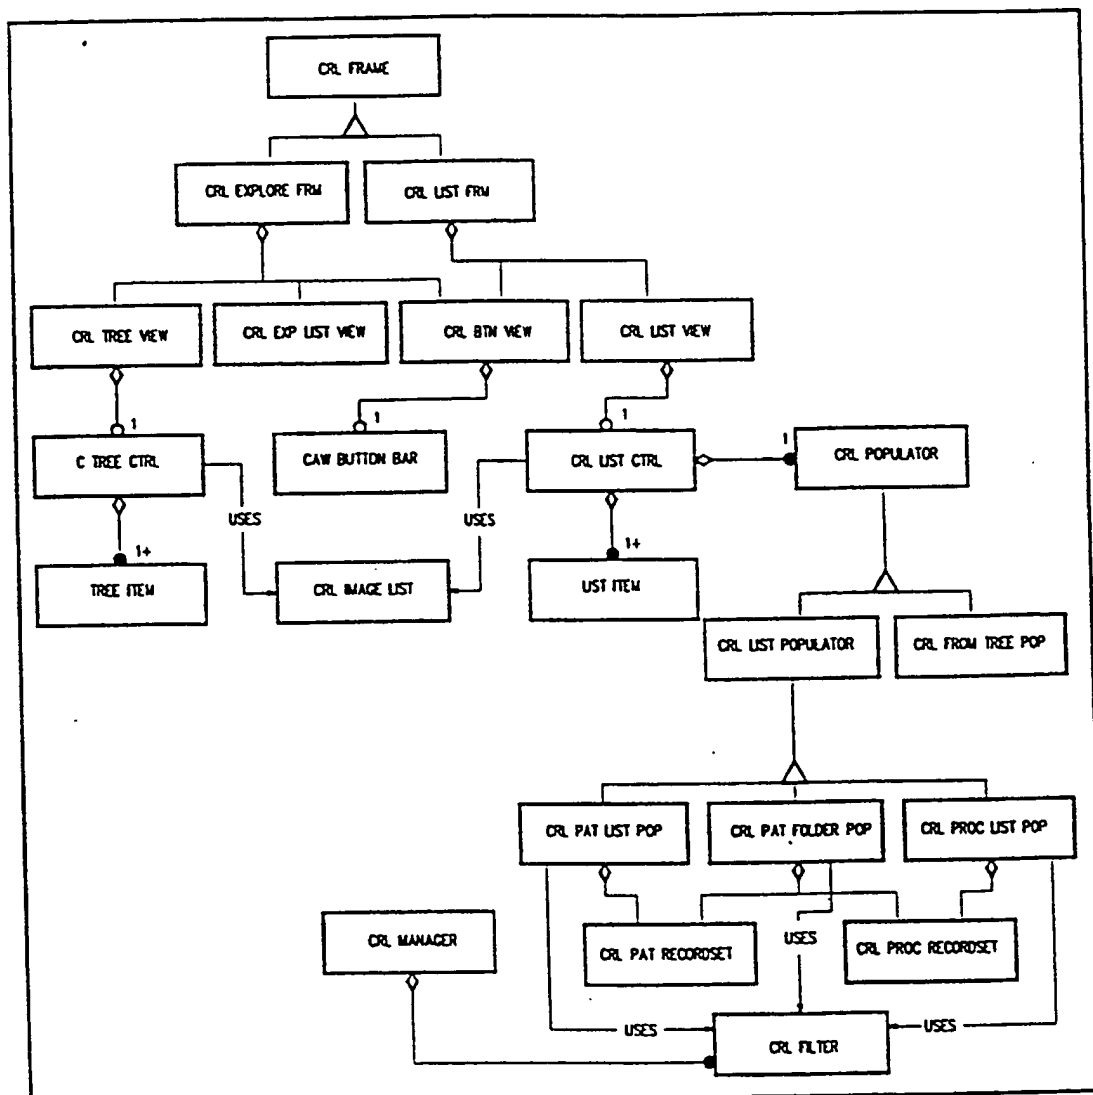 CRL FRAME
CRL EXPLORE FRM
CRL LIST FRM
CRL TREE VIEW
CRL EXP LIST VIEW
CRL BTN VIEW
CRL LIST VIEW
1
1
1
1
C TREE CTRL
CAW BUTTON BAR
CRL LIST CTRL
CRL POPULATOR
USES
USES
1+
1+
TREE ITEM
CRL IMAGE LIST
LIST ITEM
CRL LIST POPULATOR
CRL FROM TREE POP
CRL PAT LIST POP
CRL PAT FOLDER POP
CRL PROC LIST POP
CRL MANAGER
CRL PAT RECORDSET
USES
CRL PROC RECORDSET
USES
USES
CRL FILTER